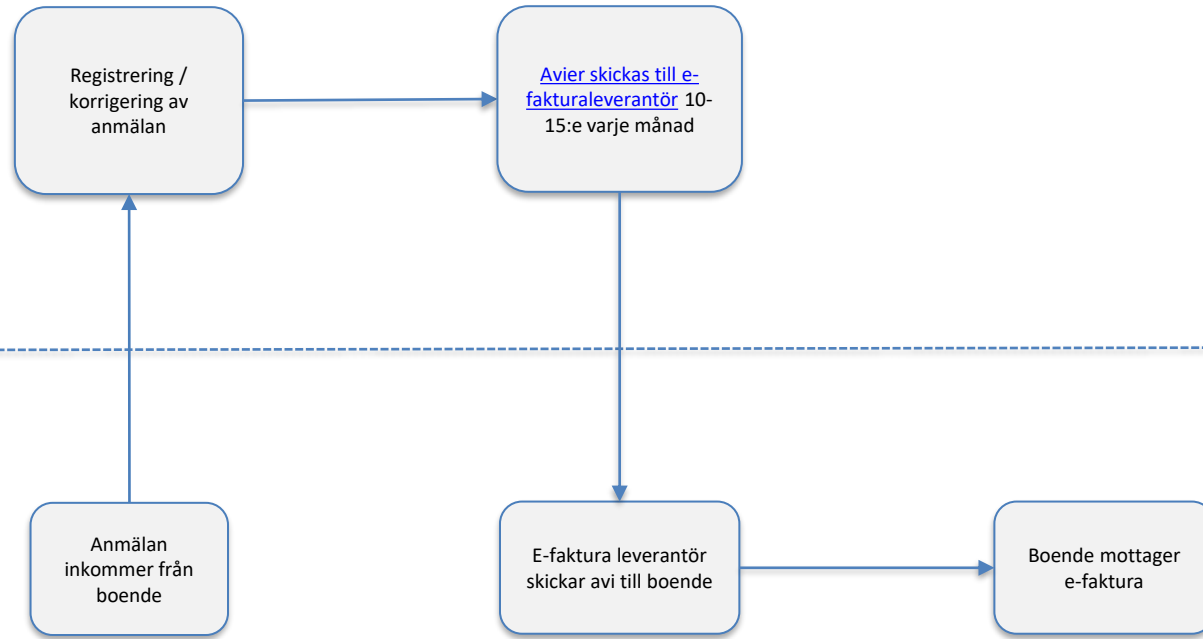 Registrering /
korrigering av
anmälan
Avier skickas till e-
fakturaleverantör 10-
15:e varje månad
Anmälan
inkommer från
boende
E-faktura leverantör
skickar avi till boende
Boende mottager
e-faktura